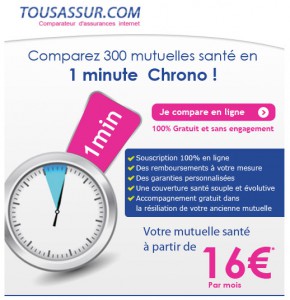 TOUSASSUR.COM
Comparateur d'assurances internet
Comparez 300 mutuelles santé en
1 minute Chrono !
1min
Je compare en ligne
100% Gratuit et sans engagement
Souscription 100% en ligne
Des remboursements à votre mesure
Des garanties personnalisées
Une couverture santé souple et évolutive
Accompagnement gratuit dans
la résiliation de votre ancienne mutuelle
Votre mutuelle santé
à partir de
16€*
Par mois